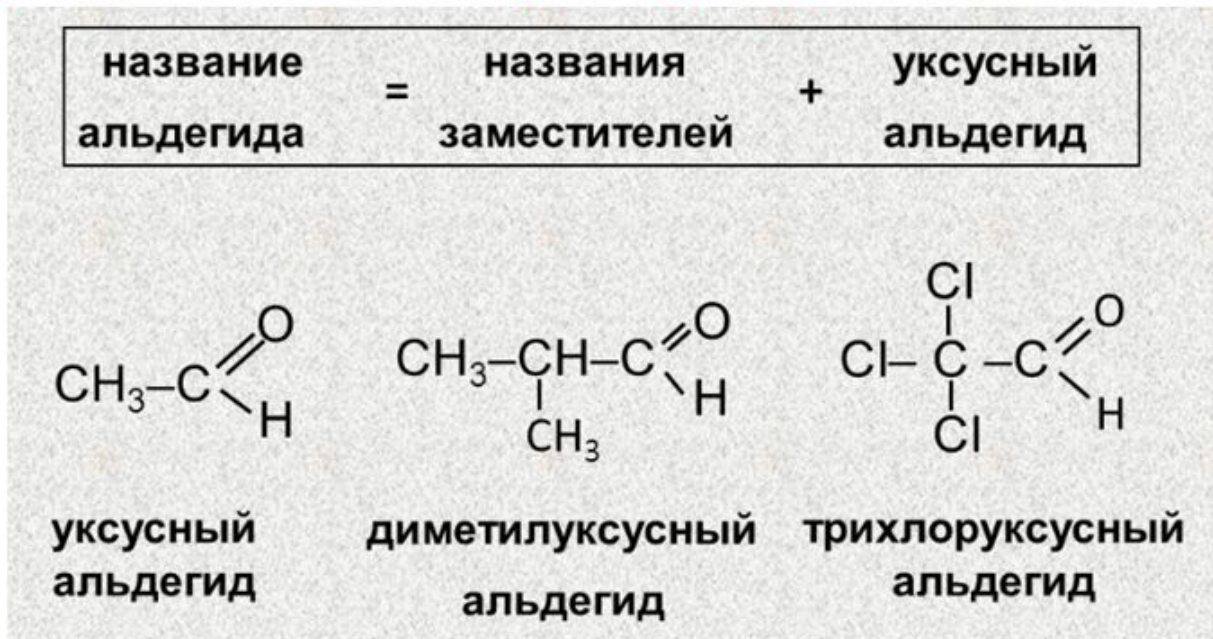 название = названия + уксусный
альдегида заместителей альдегид
Cl
CH₃–C O H
CH₃–CH–C O H
Cl–C–C O H
CH₃
Cl
уксусный диметилуксусный трихлоруксусный
альдегид альдегид альдегид